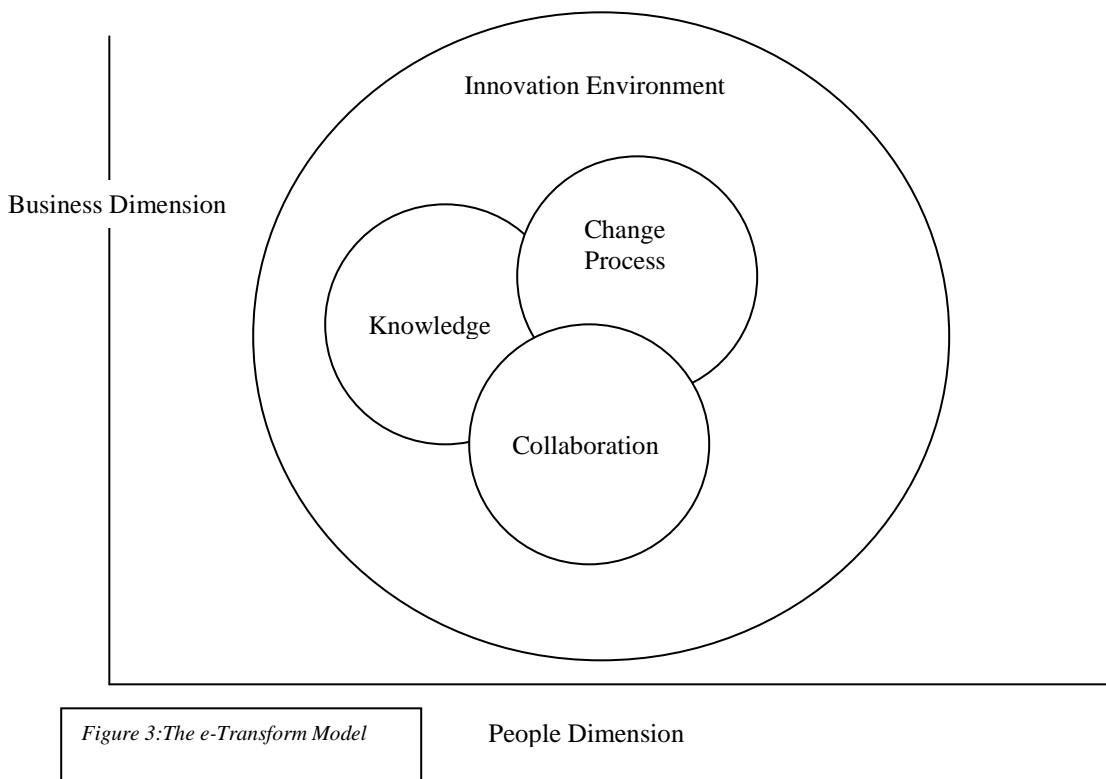 Innovation Environment
Business Dimension
Change
Process
Knowledge
Collaboration
Figure 3:The e-Transform Model
People Dimension